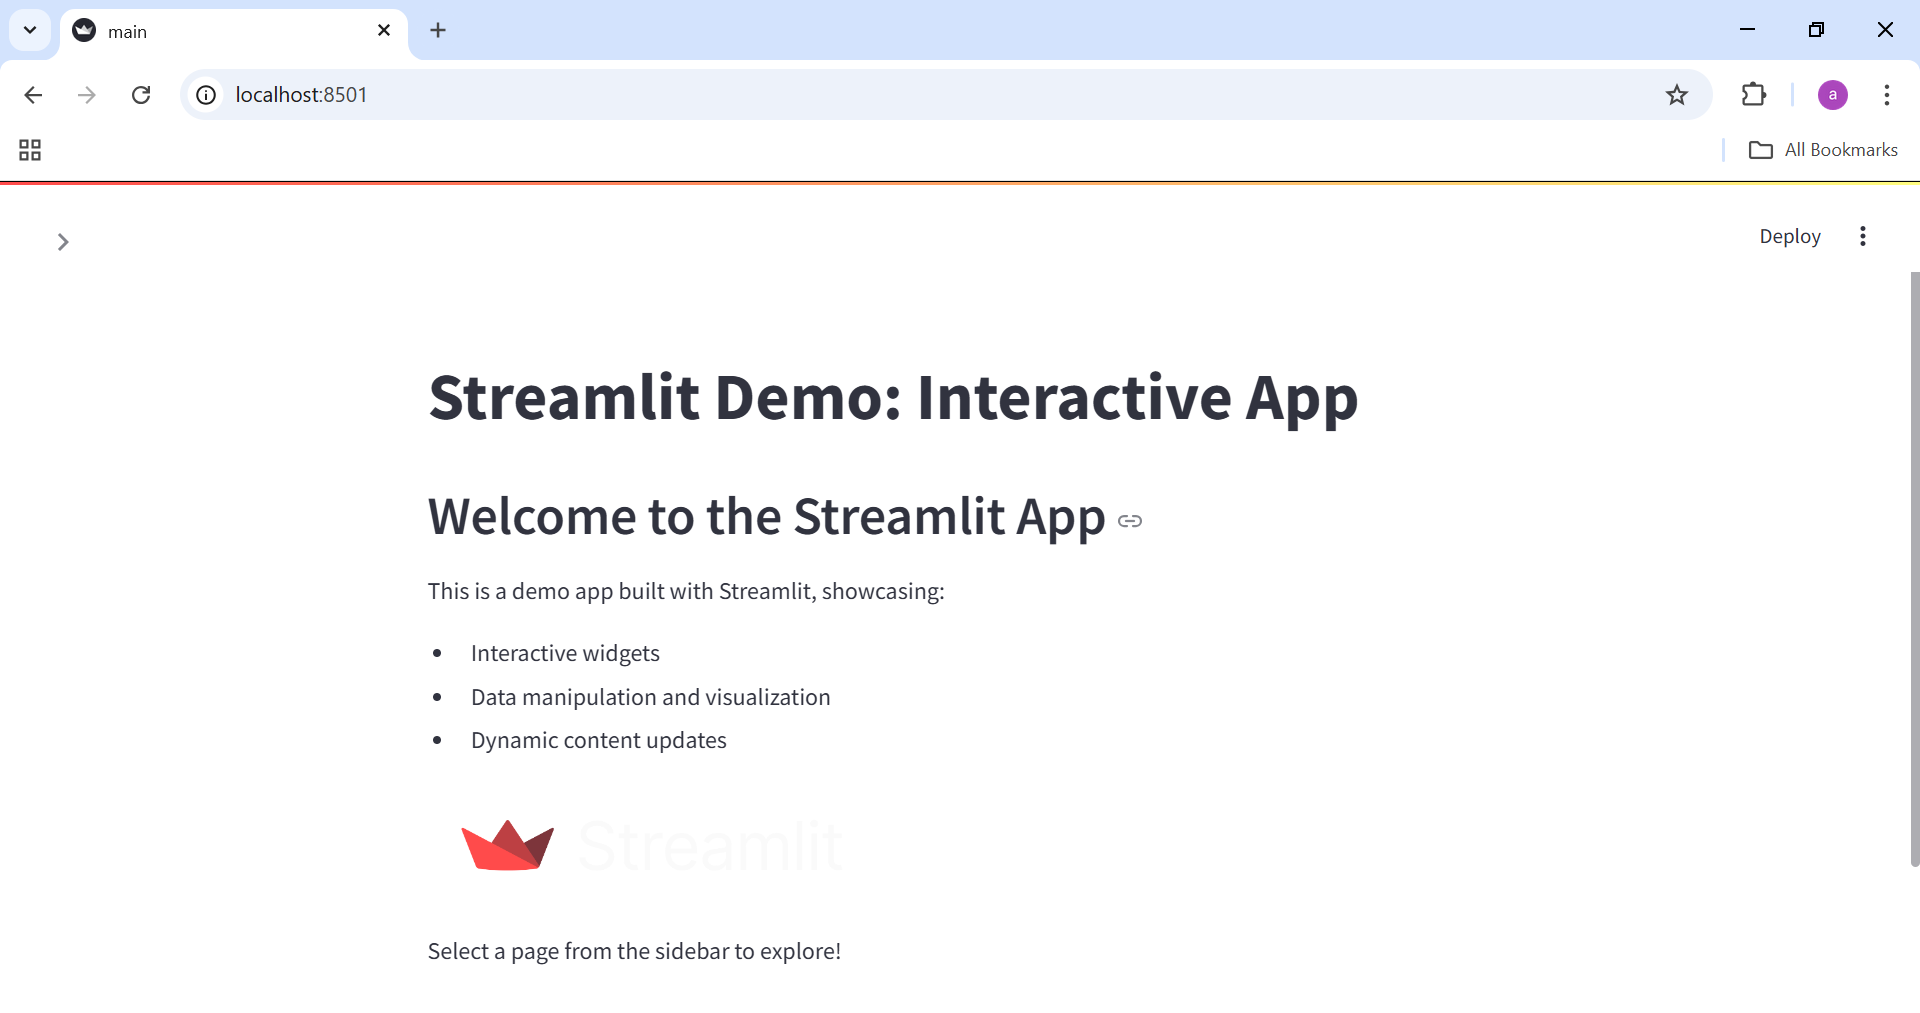 main
localhost:8501
a
All Bookmarks
Deploy
Streamlit Demo: Interactive App
Welcome to the Streamlit App
This is a demo app built with Streamlit, showcasing:
• Interactive widgets
• Data manipulation and visualization
• Dynamic content updates
Streamlit
Select a page from the sidebar to explore!